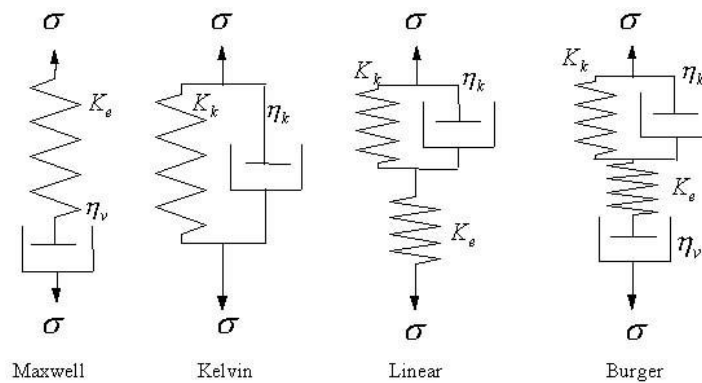 σ σ σ σ
K_e K_k η_k K_k η_k K_k η_k
η_v K_e K_e
η_v
σ σ σ σ
Maxwell Kelvin Linear Burger